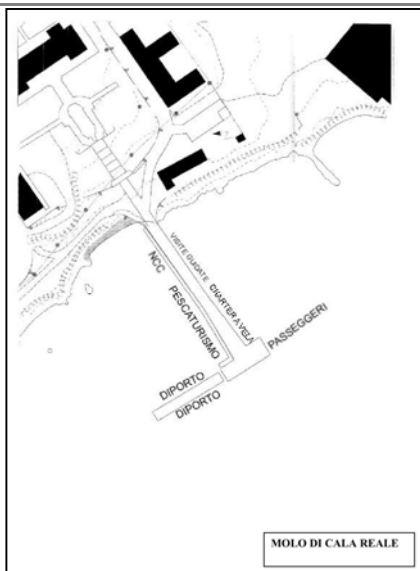 VISITE GUIDATE CHARTER A VELA
NCC PESCATURISMO
PASSEGGERI
DIPORTO
DIPORTO
MOLO DI CALA REALE